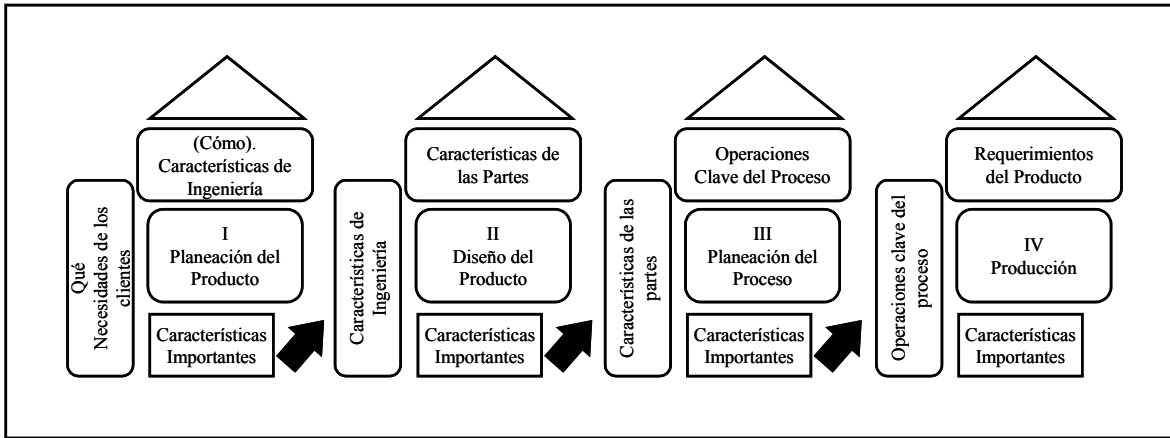 (Cómo).
Características de
Ingeniería
Qué
Necesidades de los
clientes
I
Planeación del
Producto
Características
Importantes
Características de
las Partes
Características de
Ingeniería
II
Diseño del
Producto
Características
Importantes
Operaciones
Clave del Proceso
Características de las
partes
III
Planeación del
Proceso
Características
Importantes
Requerimientos
del Producto
Operaciones clave del
proceso
IV
Producción
Características
Importantes